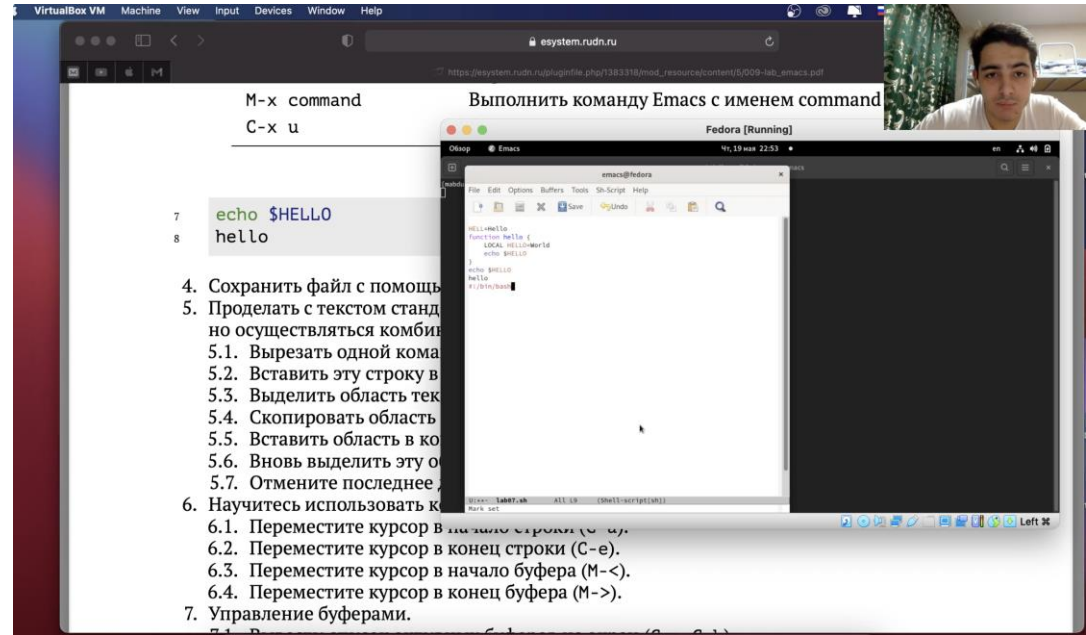 VirtualBox VM Machine View Input Devices Window Help
esystem.rudn.ru
https://esystem.rudn.ru/pluginfile.php/1383318/mod_resource/content/5/009-lab_emacs.pdf
M-x command Выполнить команду Emacs с именем command
C-x u
7 echo $HELLO
8 hello
4. Сохранить файл с помощь
5. Проделать с текстом станд
но осуществляться комби
5.1. Вырезать одной кома
5.2. Вставить эту строку в
5.3. Выделить область тек
5.4. Скопировать область
5.5. Вставить область в ко
5.6. Вновь выделить эту о
5.7. Отмените последнее
6. Научитесь использовать к
6.1. Переместите курсор в начало строки (C-a).
6.2. Переместите курсор в конец строки (C-e).
6.3. Переместите курсор в начало буфера (M-<).
6.4. Переместите курсор в конец буфера (M->).
7. Управление буферами.
Fedora [Running]
Обзор Emacs Чт, 19 мая 22:53 en
emacs@fedora
File Edit Options Buffers Tools Sh-Script Help
Save Undo
HELL=Hello
function hello {
LOCAL HELLO=World
echo $HELLO
}
echo $HELLO
hello
#!/bin/bash
U:**- lab07.sh All L9 (Shell-script[sh])
Mark set
Left ⌘